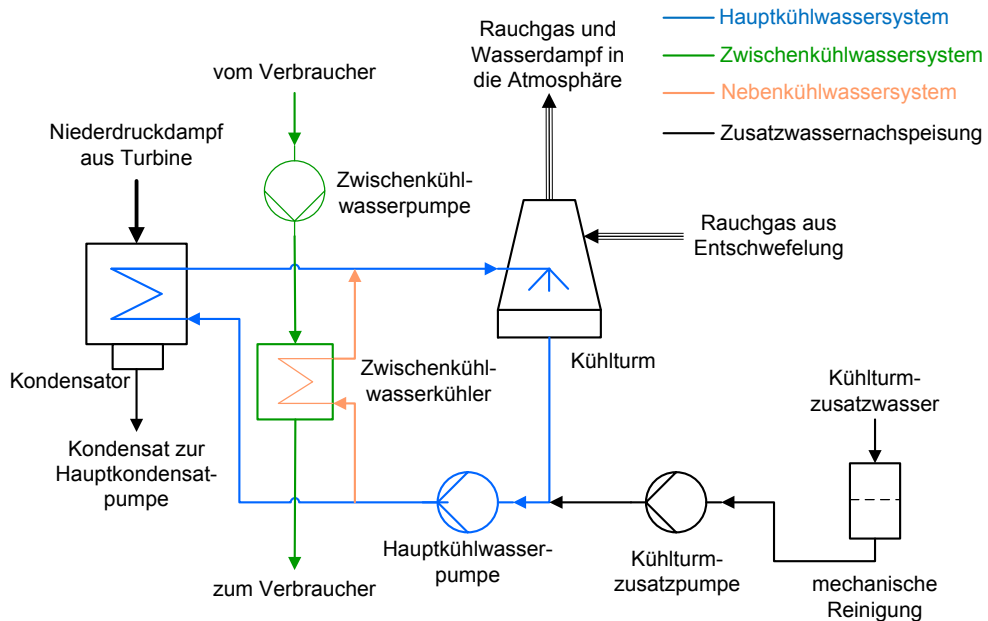 Hauptkühlwassersystem
Zwischenkühlwassersystem
Nebenkühlwassersystem
Zusatzwassernachspeisung
Rauchgas und
Wasserdampf in
die Atmosphäre
vom Verbraucher
Niederdruckdampf
aus Turbine
Zwischenkühl-
wasserpumpe
Rauchgas aus
Entschwefelung
Kühlturm
Kondensator
Zwischenkühl-
wasserkühler
Kühlturm-
zusatzwasser
Kondensat zur
Hauptkondensat-
pumpe
Hauptkühlwasser-
pumpe
Kühlturm-
zusatzpumpe
zum Verbraucher
mechanische
Reinigung